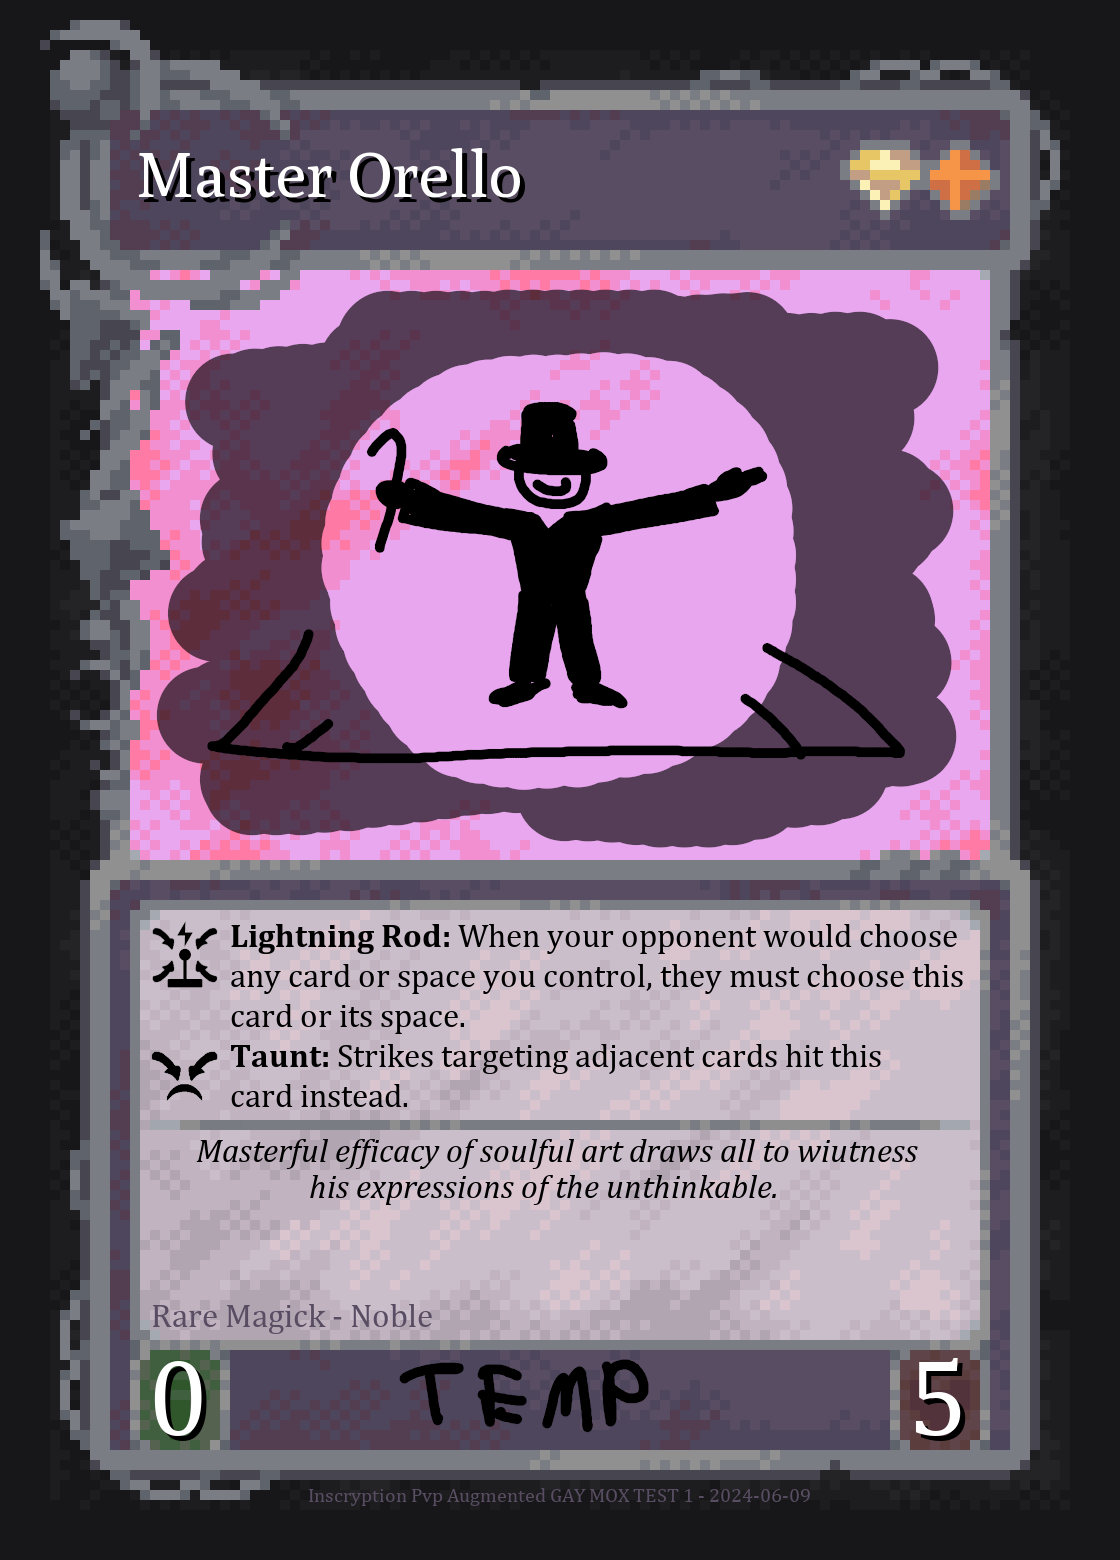 Master Orello
Lightning Rod: When your opponent would choose
any card or space you control, they must choose this
card or its space.
Taunt: Strikes targeting adjacent cards hit this
card instead.
Masterful efficacy of soulful art draws all to wiutness
his expressions of the unthinkable.
Rare Magick - Noble
0 TEMP 5
Inscryption Pvp Augmented GAY MOX TEST 1 - 2024-06-09